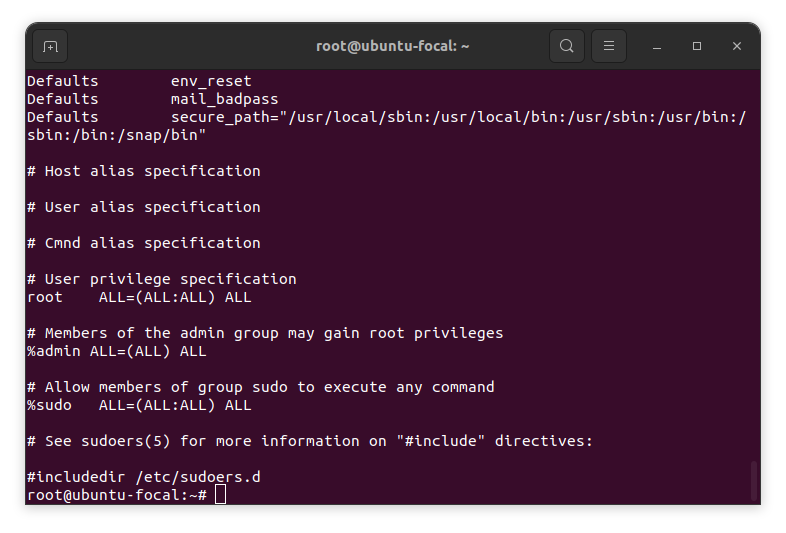 root@ubuntu-focal: ~
Defaults        env_reset
Defaults        mail_badpass
Defaults        secure_path="/usr/local/sbin:/usr/local/bin:/usr/sbin:/usr/bin:/
sbin:/bin:/snap/bin"
# Host alias specification
# User alias specification
# Cmnd alias specification
# User privilege specification
root    ALL=(ALL:ALL) ALL
# Members of the admin group may gain root privileges
%admin ALL=(ALL) ALL
# Allow members of group sudo to execute any command
%sudo   ALL=(ALL:ALL) ALL
# See sudoers(5) for more information on "#include" directives:
#includedir /etc/sudoers.d
root@ubuntu-focal:~#